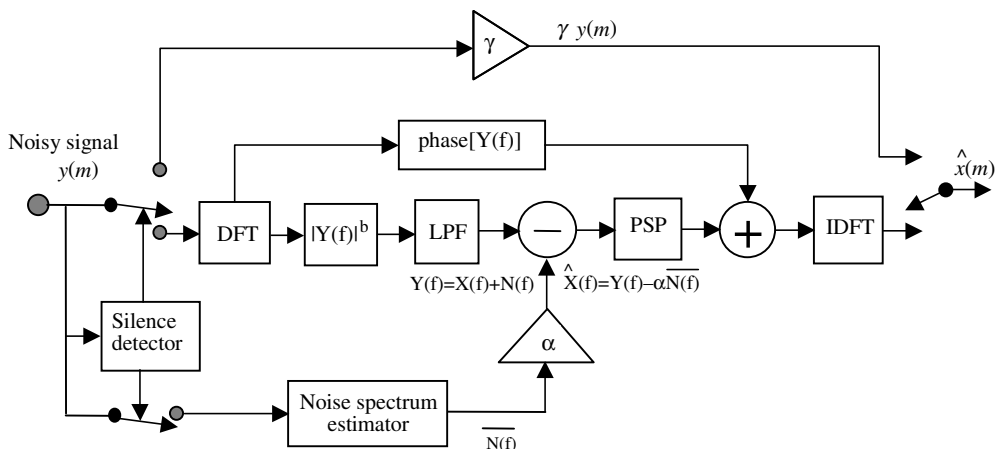 γ
γ y(m)
Noisy signal
y(m)
phase[Y(f)]
x̂(m)
DFT
|Y(f)|ᵇ
LPF
−
PSP
+
IDFT
Y(f)=X(f)+N(f)
X̂(f)=Y(f)−αN̅(̅f̅)̅
Silence
detector
α
Noise spectrum
estimator
N̅(̅f̅)̅